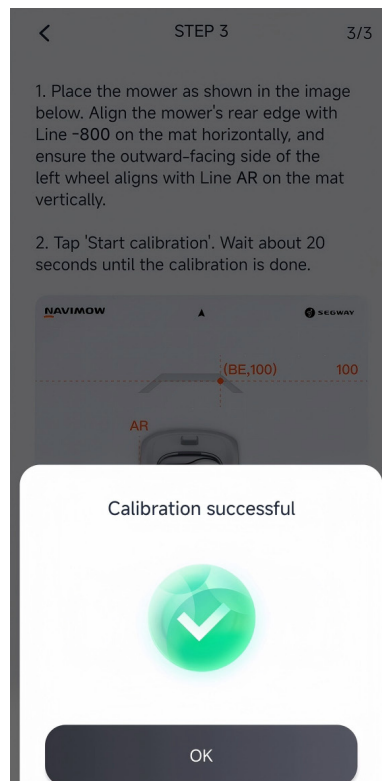 STEP 3
3/3
1. Place the mower as shown in the image
below. Align the mower's rear edge with
Line -800 on the mat horizontally, and
ensure the outward-facing side of the
left wheel aligns with Line AR on the mat
vertically.
2. Tap 'Start calibration'. Wait about 20
seconds until the calibration is done.
NAVIMOW
SEGWAY
(BE,100)
100
AR
Calibration successful
OK